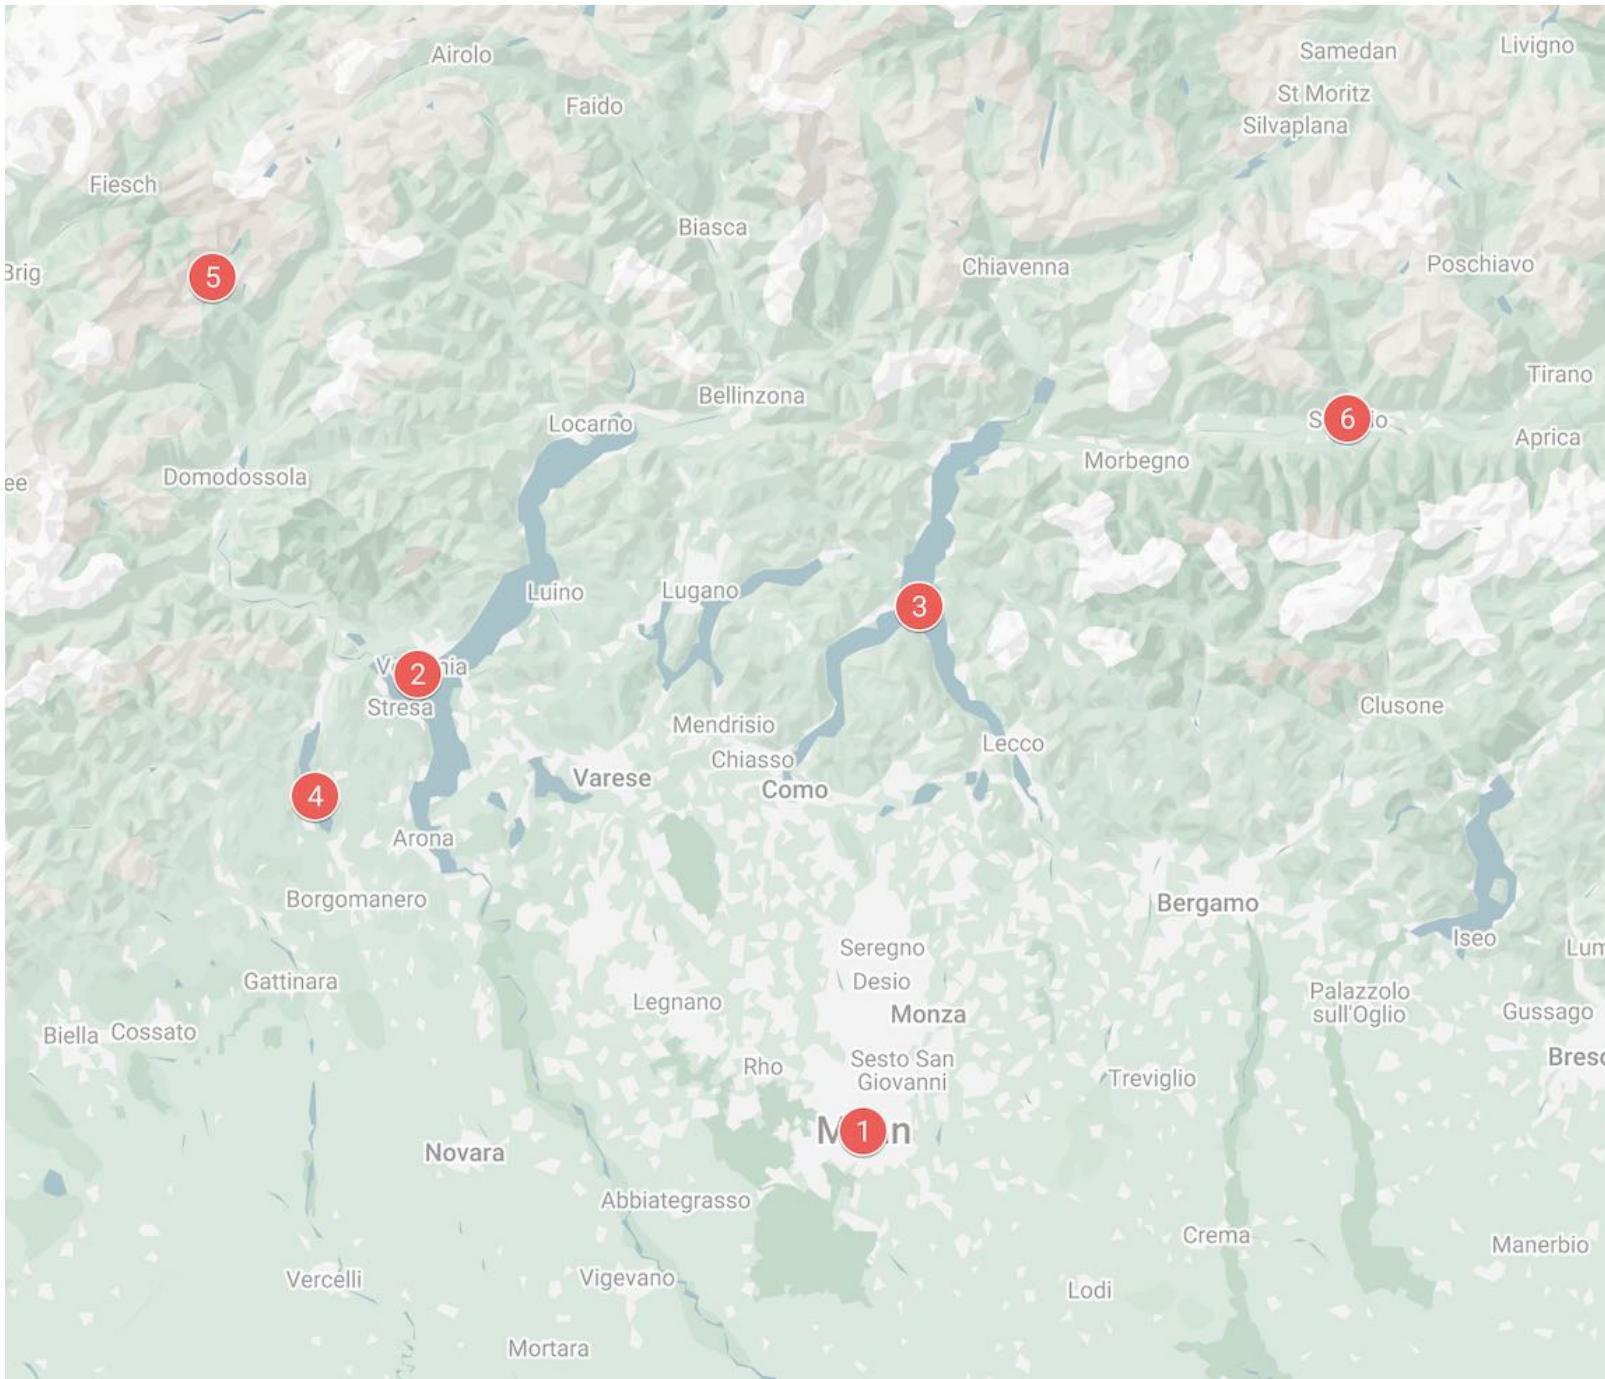 Airolo
Samedan
Livigno
Faido
St Moritz
Silvaplana
Fiesch
Biasca
Chiavenna
Poschiavo
Brig
5
Tirano
Bellinzona
Locarno
6
Aprica
Morbegno
Domodossola
ee
Luino
Lugano
3
2
Stresa
Clusone
Mendrisio
Lecco
Chiasso
Varese
Como
4
Arona
Borgomanero
Bergamo
Iseo
Seregno
Lum
Gattinara
Desio
Legnano
Palazzolo
sull'Oglio
Monza
Gussago
Biella
Cossato
Rho
Sesto San
Giovanni
Bresc
Treviglio
1
Novara
Abbiategrasso
Crema
Manerbio
Vercelli
Vigevano
Lodi
Mortara